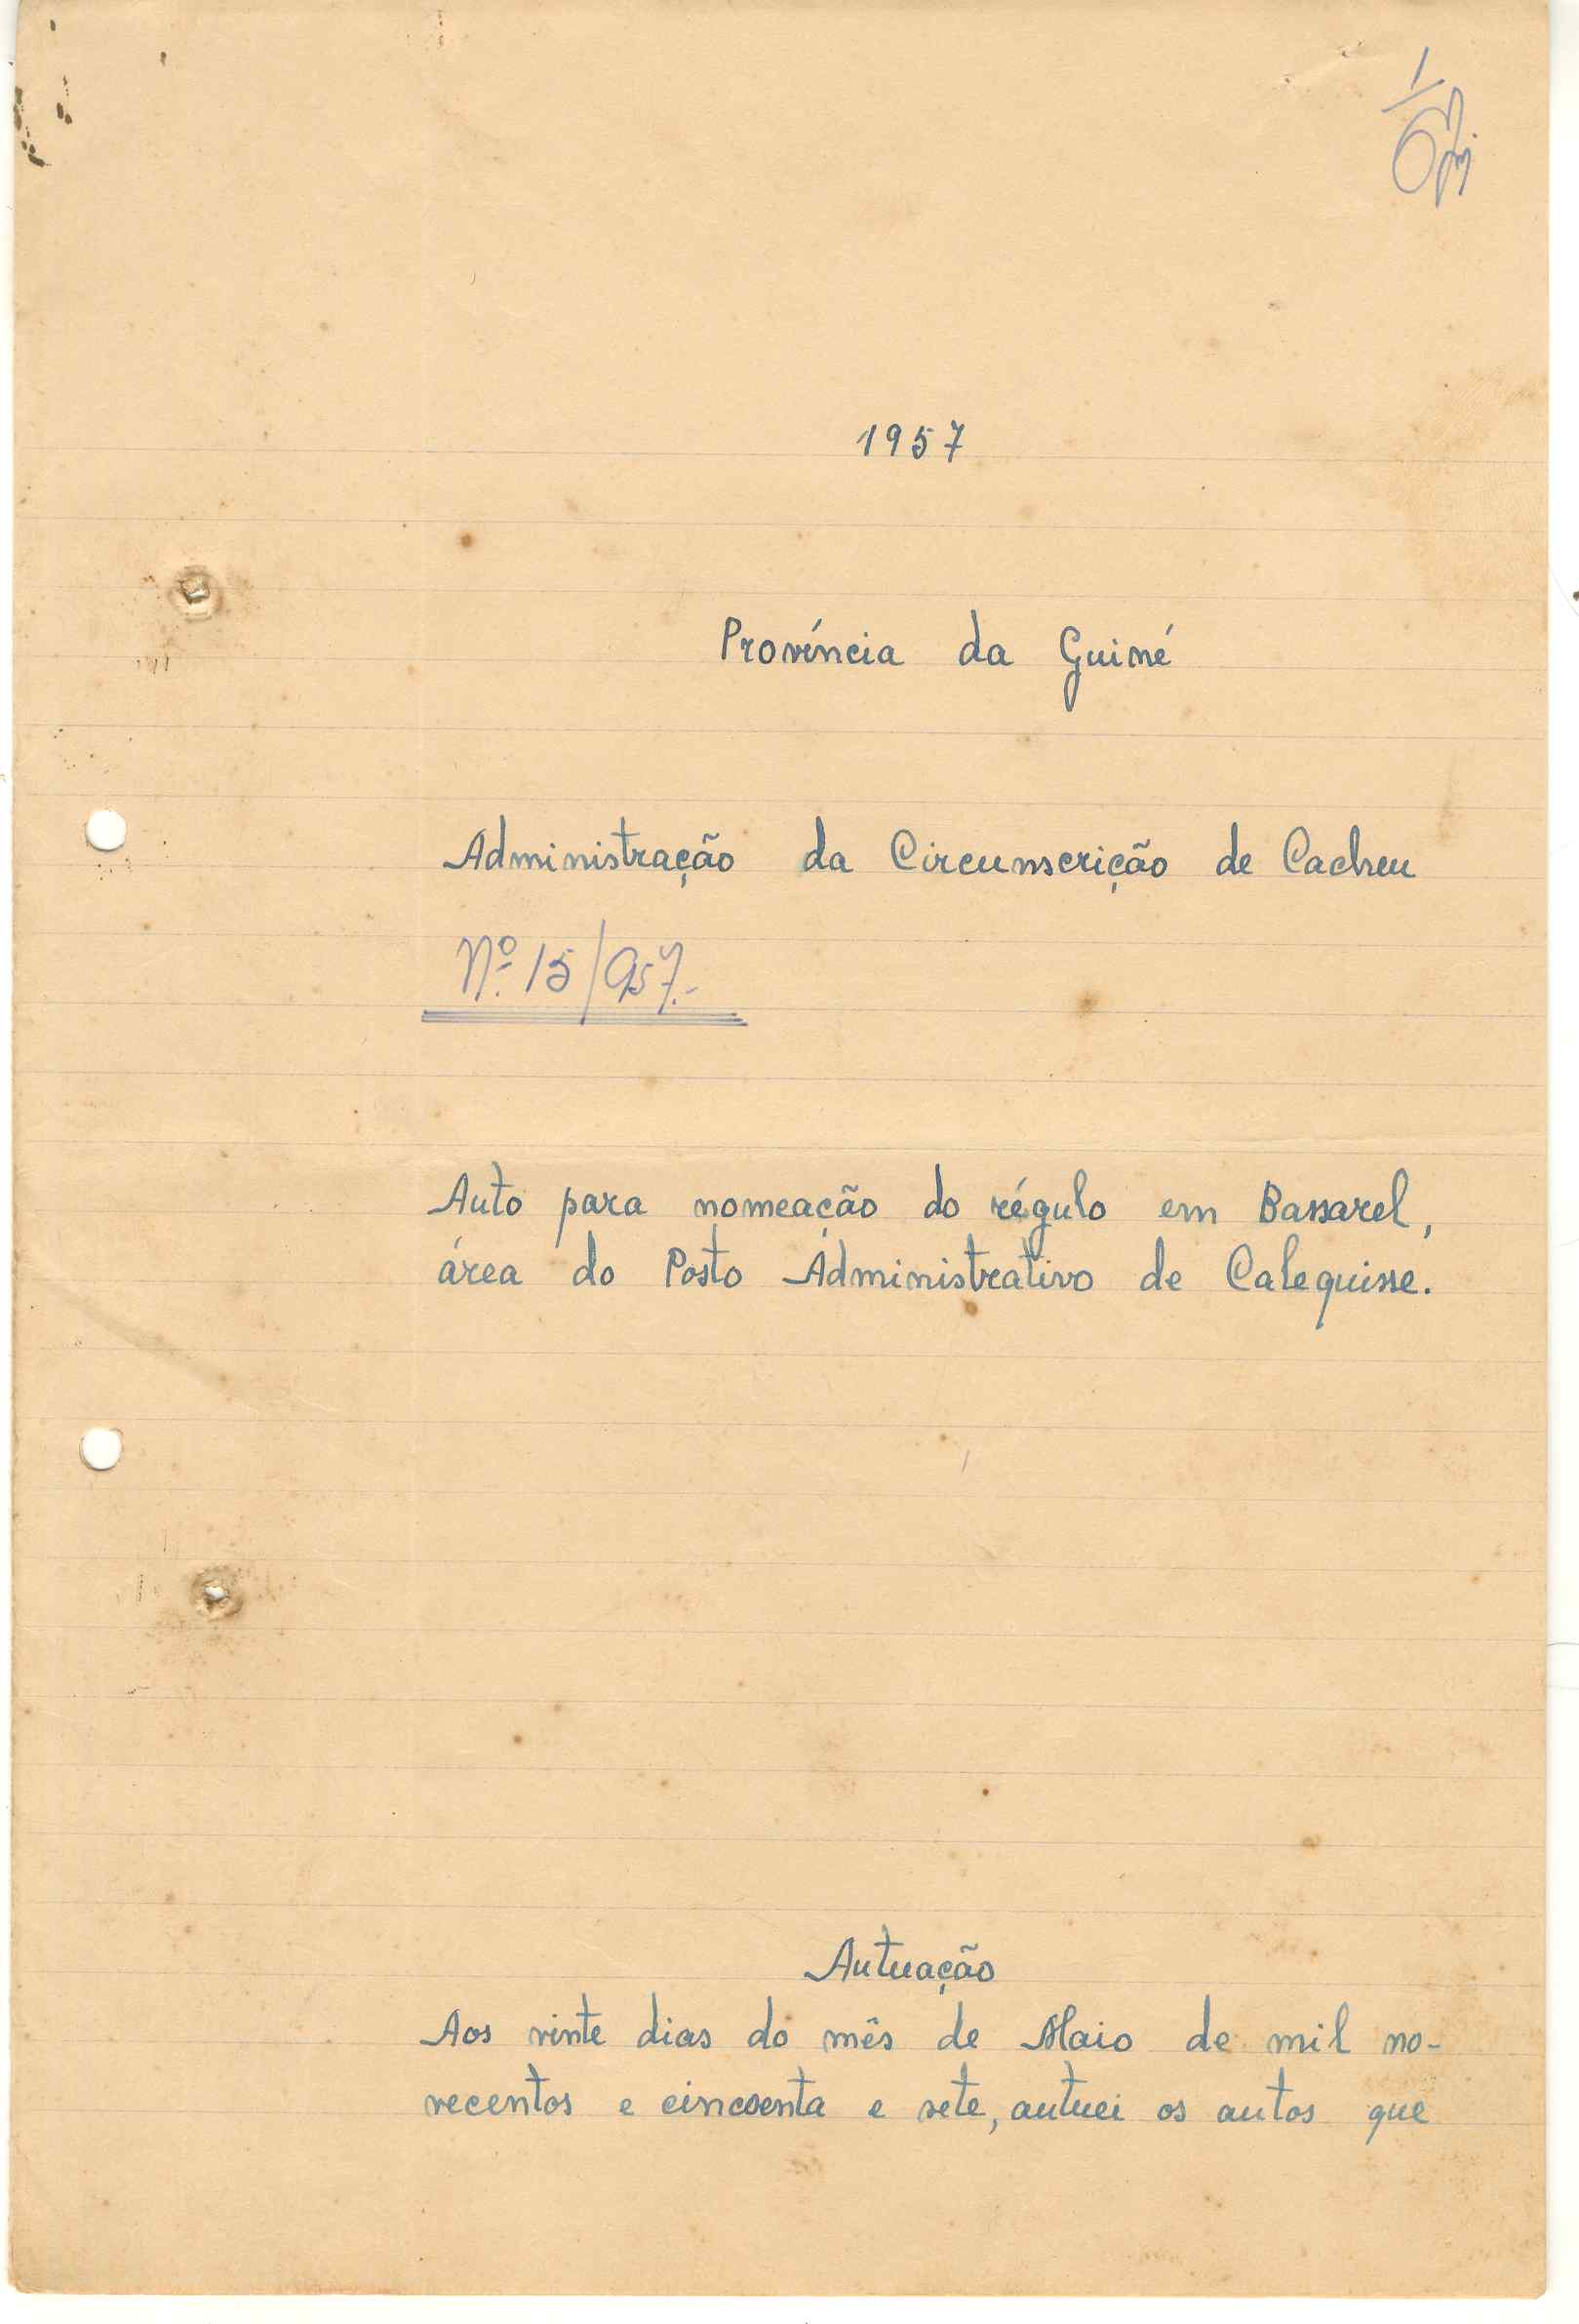 1
1957
Província da Guiné
Administração da Circunscrição de Cacheu
Nº 15/957.-
Auto para nomeação do régulo em Bassarel,
área do Posto Administrativo de Calequisse.
Autuação
Aos vinte dias do mês de Maio de mil no-
vecentos e cincoenta e sete, autuei os autos que